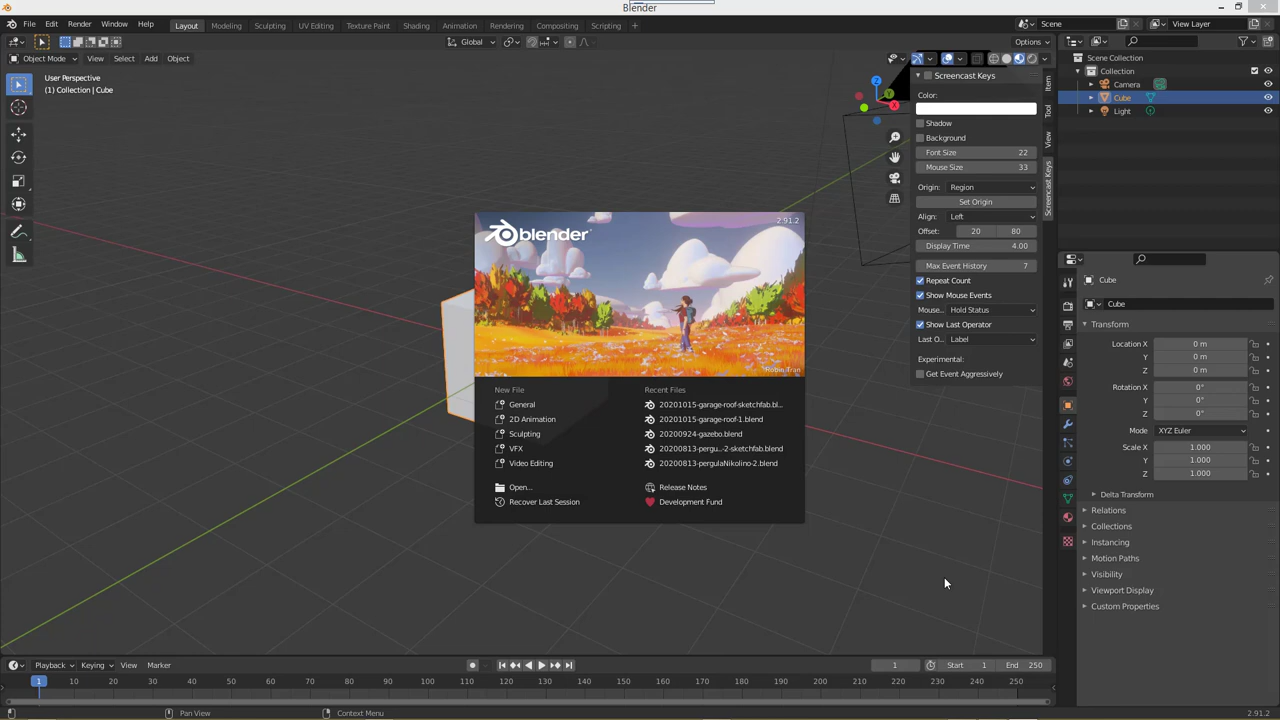 Blender
File Edit Render Window Help Layout Modeling Sculpting UV Editing Texture Paint Shading Animation Rendering Compositing Scripting + Scene View Layer
Global Options
Object Mode View Select Add Object
User Perspective
(1) Collection | Cube
Z
Y
X
Screencast Keys
Color:
Shadow
Background
Font Size 22
Mouse Size 33
Origin: Region
Set Origin
Align: Left
Offset: 20 80
Display Time 4.00
Max Event History 7
Repeat Count
Show Mouse Events
Mouse... Hold Status
Show Last Operator
Last O... Label
Experimental:
Get Event Aggressively
Item
Tool
View
Screencast Keys
Scene Collection
Collection
Camera
Cube
Light
blender
2.91.2
Robin Tran
New File
General
2D Animation
Sculpting
VFX
Video Editing
Open...
Recover Last Session
Recent Files
20201015-garage-roof-sketchfab.bl...
20201015-garage-roof-1.blend
20200924-gazebo.blend
20200813-pergu...-2-sketchfab.blend
20200813-pergulaNikolino-2.blend
Release Notes
Development Fund
Cube
Cube
Transform
Location X 0 m
Y 0 m
Z 0 m
Rotation X 0°
Y 0°
Z 0°
Mode XYZ Euler
Scale X 1.000
Y 1.000
Z 1.000
Delta Transform
Relations
Collections
Instancing
Motion Paths
Visibility
Viewport Display
Custom Properties
Playback Keying View Marker 1 Start 1 End 250
1 10 20 30 40 50 60 70 80 90 100 110 120 130 140 150 160 170 180 190 200 210 220 230 240 250
Pan View Context Menu 2.91.2